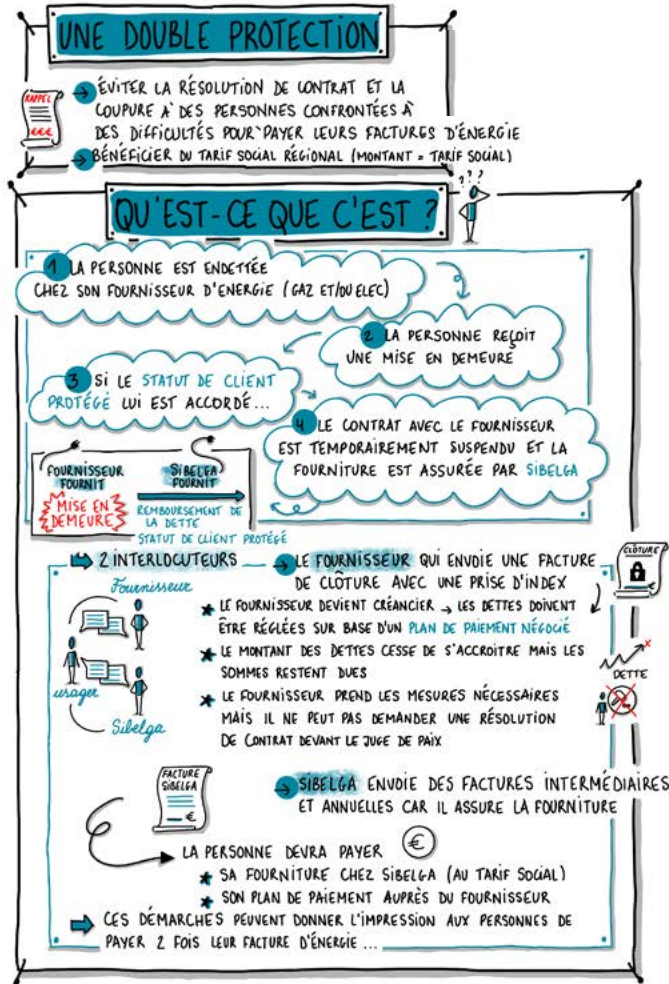 UNE DOUBLE PROTECTION
RAPPEL
€€€
→ ÉVITER LA RÉSOLUTION DE CONTRAT ET LA
COUPURE À DES PERSONNES CONFRONTÉES À
DES DIFFICULTÉS POUR PAYER LEURS FACTURES D'ÉNERGIE
→ BÉNÉFICIER DU TARIF SOCIAL RÉGIONAL (MONTANT = TARIF SOCIAL)
QU'EST-CE QUE C'EST ?
???
1 LA PERSONNE EST ENDETTÉE
CHEZ SON FOURNISSEUR D'ENERGIE (GAZ ET/OU ELEC)
2 LA PERSONNE REÇOIT
UNE MISE EN DEMEURE
3 SI LE STATUT DE CLIENT
PROTÉGÉ LUI EST ACCORDÉ...
4 LE CONTRAT AVEC LE FOURNISSEUR
EST TEMPORAIREMENT SUSPENDU ET LA
FOURNITURE EST ASSURÉE PAR SIBELGA
FOURNISSEUR
FOURNIT
MISE EN
DEMEURE
SIBELGA
FOURNIT
REMBOURSEMENT DE
LA DETTE
STATUT DE CLIENT PROTÉGÉ
➡ 2 INTERLOCUTEURS
Fournisseur
usager
Sibelga
→ LE FOURNISSEUR QUI ENVOIE UNE FACTURE
DE CLÔTURE AVEC UNE PRISE D'INDEX
CLÔTURE
€
★ LE FOURNISSEUR DEVIENT CRÉANCIER → LES DETTES DOIVENT
ÊTRE RÉGLÉES SUR BASE D'UN PLAN DE PAIEMENT NÉGOCIÉ
★ LE MONTANT DES DETTES CESSE DE S'ACCROÎTRE MAIS LES
SOMMES RESTENT DUES
DETTE
★ LE FOURNISSEUR PREND LES MESURES NÉCESSAIRES
MAIS IL NE PEUT PAS DEMANDER UNE RÉSOLUTION
DE CONTRAT DEVANT LE JUGE DE PAIX
FACTURE
SIBELGA
€
→ SIBELGA ENVOIE DES FACTURES INTERMÉDIAIRES
ET ANNUELLES CAR IL ASSURE LA FOURNITURE
LA PERSONNE DEVRA PAYER €
★ SA FOURNITURE CHEZ SIBELGA (AU TARIF SOCIAL)
★ SON PLAN DE PAIEMENT AUPRÈS DU FOURNISSEUR
➡ CES DÉMARCHES PEUVENT DONNER L'IMPRESSION AUX PERSONNES DE
PAYER 2 FOIS LEUR FACTURE D'ÉNERGIE ...